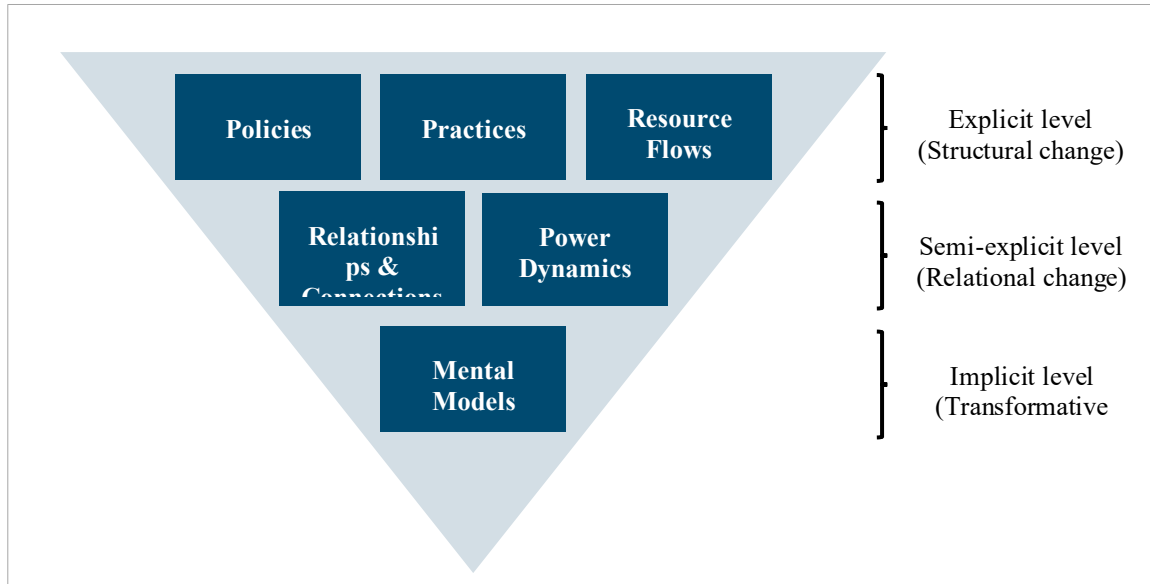 Policies
Practices
Resource
Flows
Explicit level
(Structural change)
Relationshi
ps &
Connections
Power
Dynamics
Semi-explicit level
(Relational change)
Mental
Models
Implicit level
(Transformative